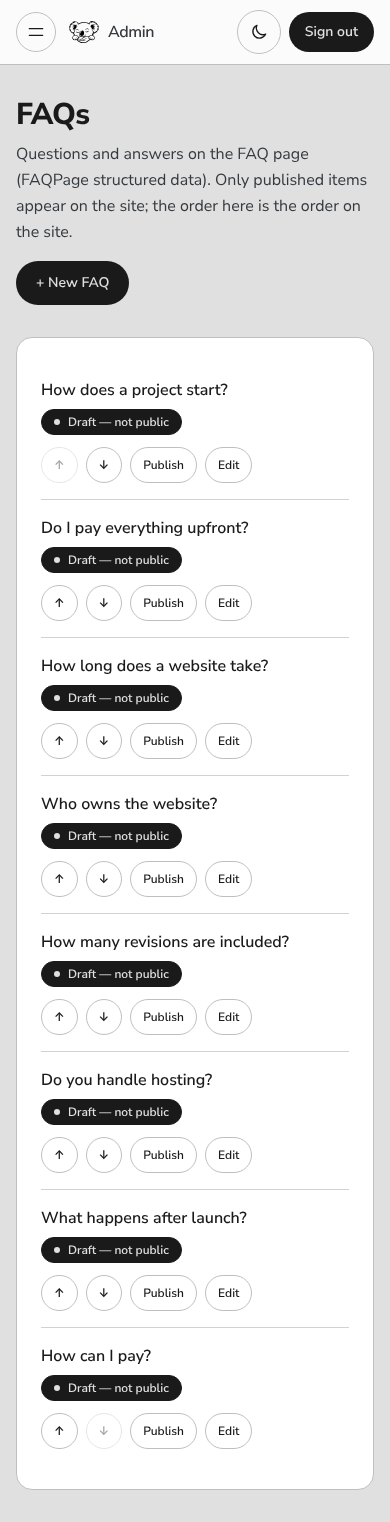 Admin
Sign out
FAQs
Questions and answers on the FAQ page
(FAQPage structured data). Only published items
appear on the site; the order here is the order on
the site.
+ New FAQ
How does a project start?
Draft — not public
↑ ↓ Publish Edit
Do I pay everything upfront?
Draft — not public
↑ ↓ Publish Edit
How long does a website take?
Draft — not public
↑ ↓ Publish Edit
Who owns the website?
Draft — not public
↑ ↓ Publish Edit
How many revisions are included?
Draft — not public
↑ ↓ Publish Edit
Do you handle hosting?
Draft — not public
↑ ↓ Publish Edit
What happens after launch?
Draft — not public
↑ ↓ Publish Edit
How can I pay?
Draft — not public
↑ ↓ Publish Edit